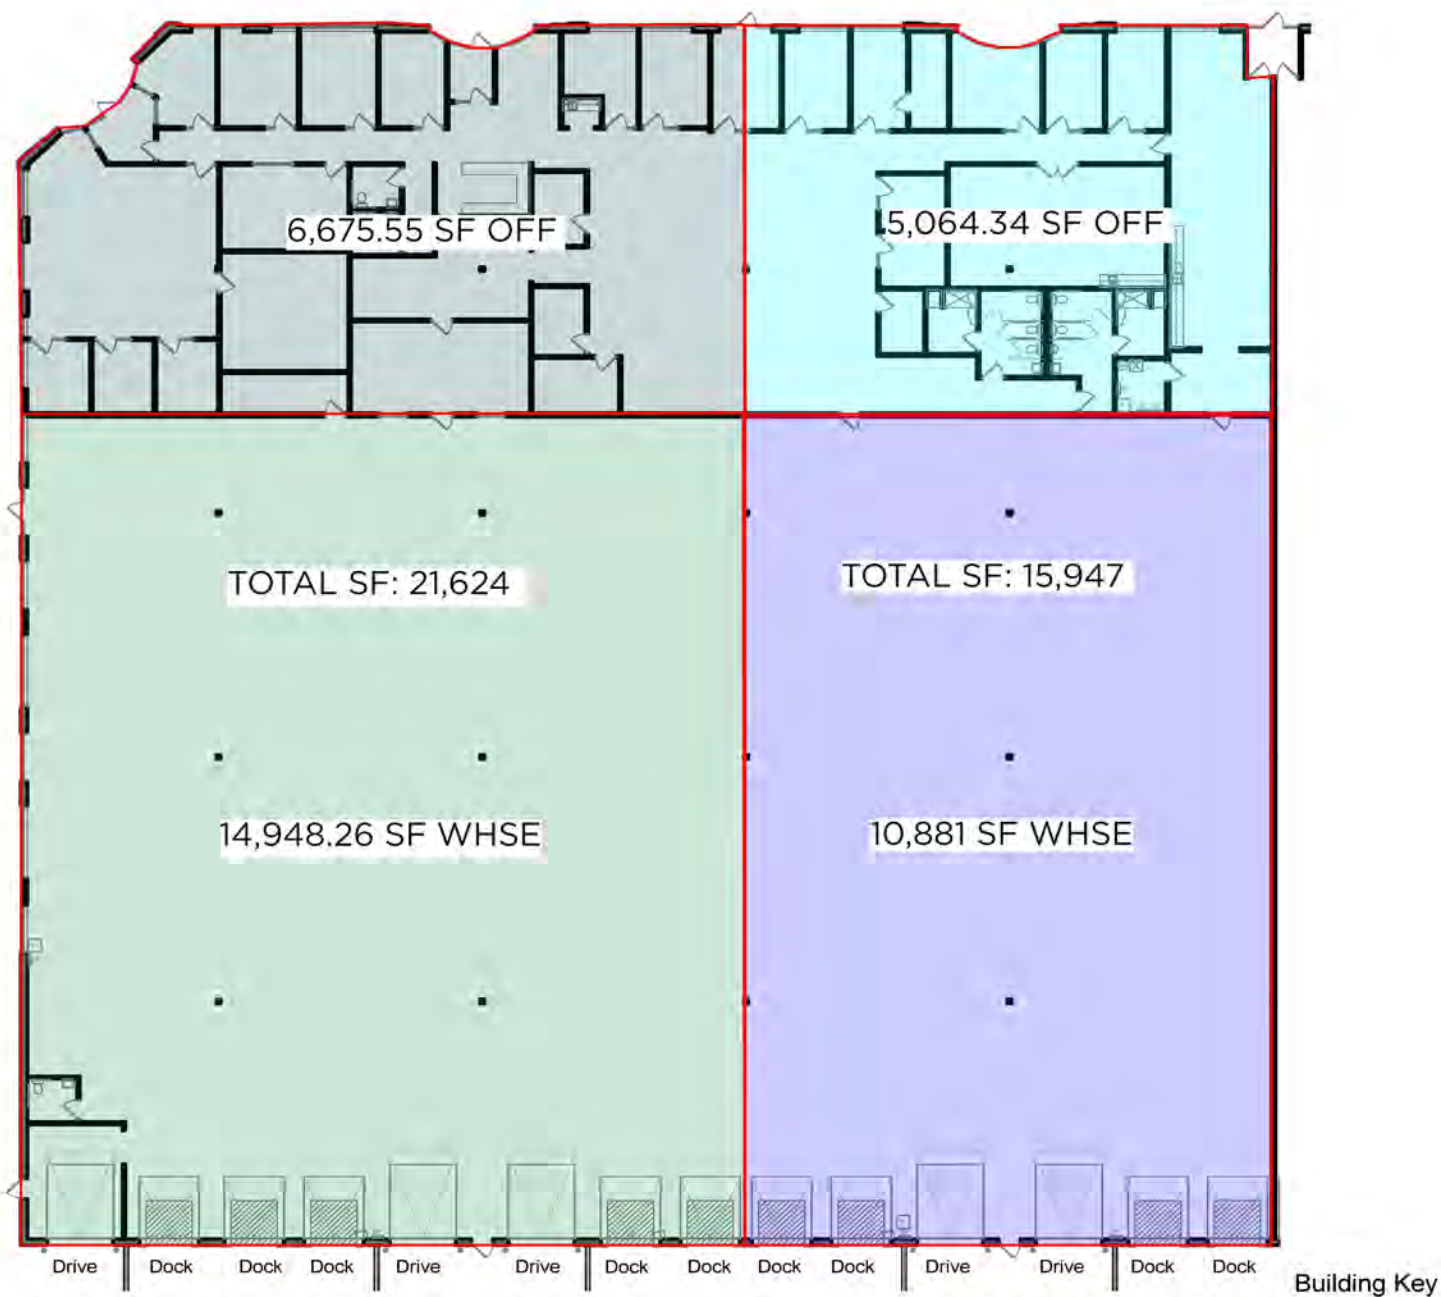 6,675.55 SF OFF
5,064.34 SF OFF
TOTAL SF: 21,624
TOTAL SF: 15,947
14,948.26 SF WHSE
10,881 SF WHSE
Drive Dock Dock Dock Drive Drive Dock Dock Dock Dock Drive Drive Dock Dock
Building Key